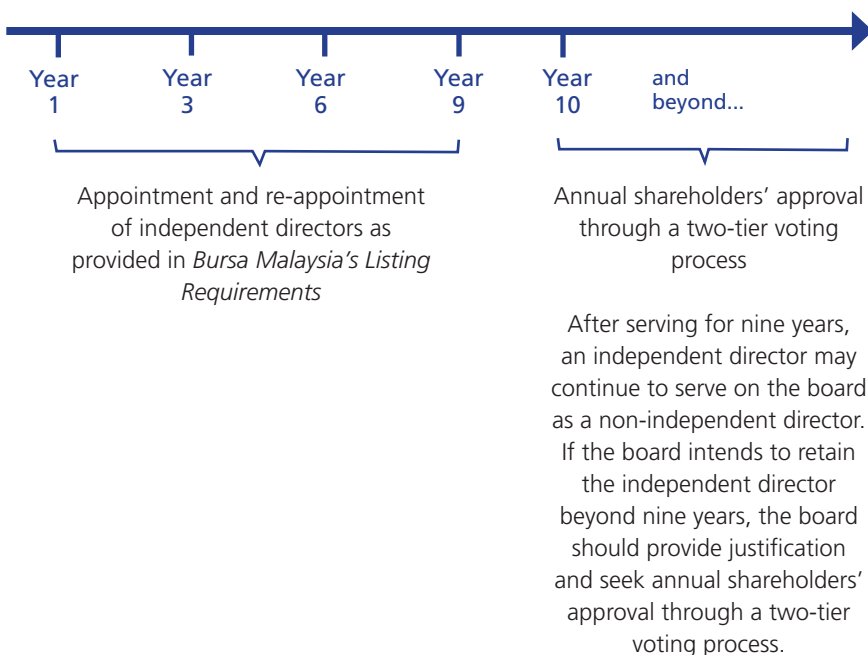 Year
1
Year
3
Year
6
Year
9
Year
10
and
beyond...
Appointment and re-appointment
of independent directors as
provided in Bursa Malaysia's Listing
Requirements
Annual shareholders' approval
through a two-tier voting
process
After serving for nine years,
an independent director may
continue to serve on the board
as a non-independent director.
If the board intends to retain
the independent director
beyond nine years, the board
should provide justification
and seek annual shareholders'
approval through a two-tier
voting process.